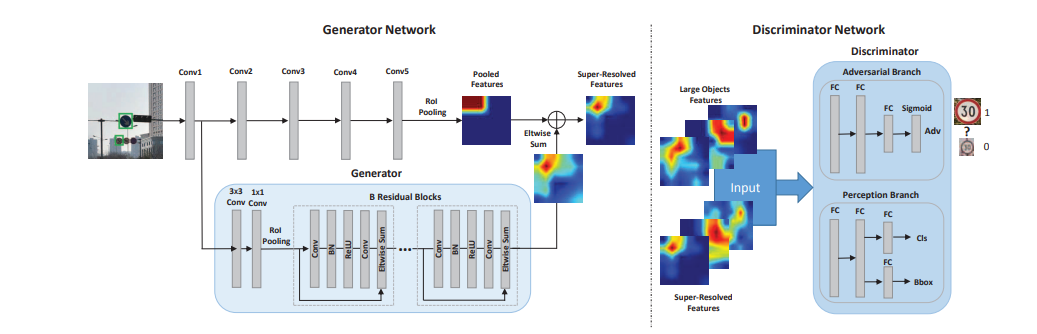 Generator Network
Conv1
Conv2
Conv3
Conv4
Conv5
RoI
Pooling
Pooled
Features
Eltwise
Sum
Super-Resolved
Features
Generator
3x3
Conv
1x1
Conv
RoI
Pooling
B Residual Blocks
Conv
BN
ReLU
Conv
Eltwise Sum
•••
Conv
BN
ReLU
Conv
Eltwise Sum
Discriminator Network
Large Objects
Features
Input
Super-Resolved
Features
Discriminator
Adversarial Branch
FC
FC
FC
Sigmoid
Adv
30
1
?
30
0
Perception Branch
FC
FC
FC
Cls
FC
Bbox